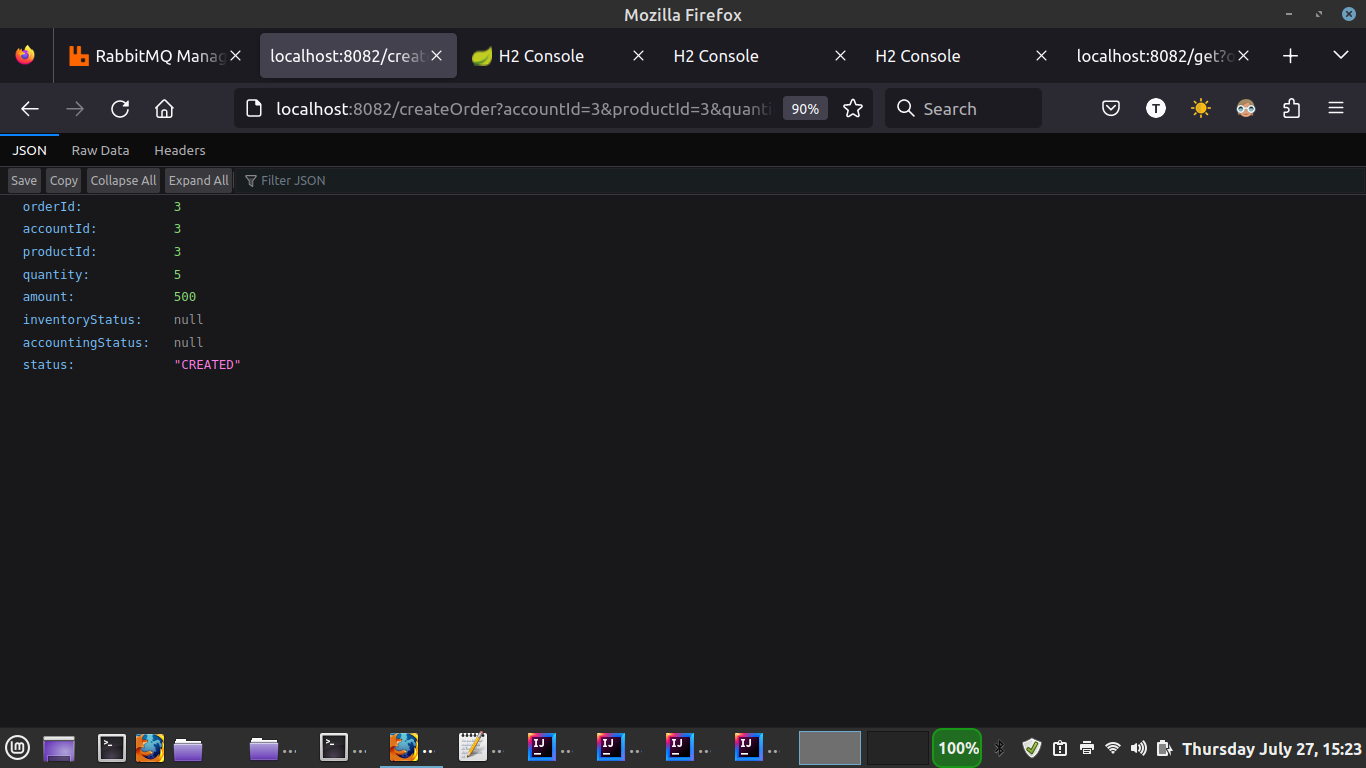 Mozilla Firefox
RabbitMQ Manag
localhost:8082/creat
H2 Console
H2 Console
H2 Console
localhost:8082/get?o
localhost:8082/createOrder?accountId=3&productId=3&quanti
90%
Search
T
JSON
Raw Data
Headers
Save
Copy
Collapse All
Expand All
Filter JSON
orderId: 3
accountId: 3
productId: 3
quantity: 5
amount: 500
inventoryStatus: null
accountingStatus: null
status: "CREATED"
100%
Thursday July 27, 15:23